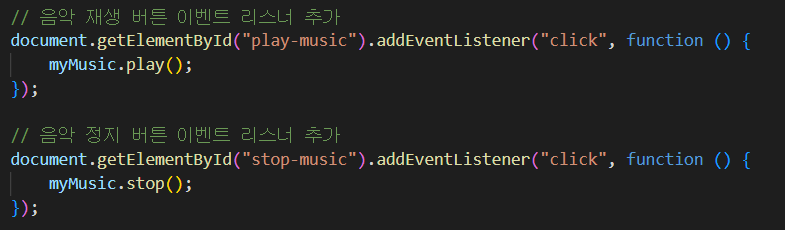 // 음악 재생 버튼 이벤트 리스너 추가
document.getElementById("play-music").addEventListener("click", function () {
    myMusic.play();
});

// 음악 정지 버튼 이벤트 리스너 추가
document.getElementById("stop-music").addEventListener("click", function () {
    myMusic.stop();
});